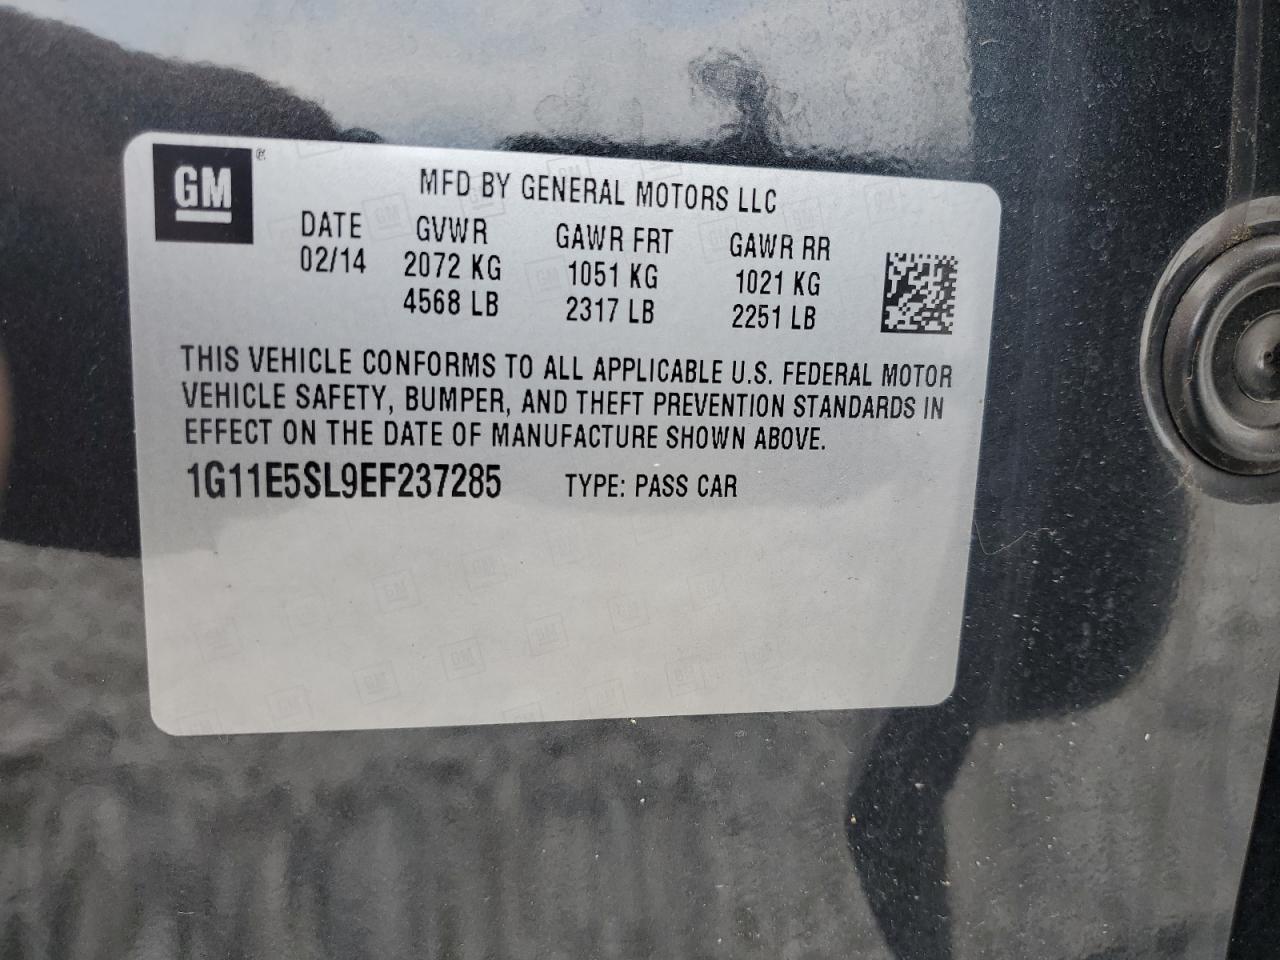 GM®
MFD BY GENERAL MOTORS LLC
DATE GVWR GAWR FRT GAWR RR
02/14 2072 KG 1051 KG 1021 KG
4568 LB 2317 LB 2251 LB
THIS VEHICLE CONFORMS TO ALL APPLICABLE U.S. FEDERAL MOTOR
VEHICLE SAFETY, BUMPER, AND THEFT PREVENTION STANDARDS IN
EFFECT ON THE DATE OF MANUFACTURE SHOWN ABOVE.
1G11E5SL9EF237285 TYPE: PASS CAR